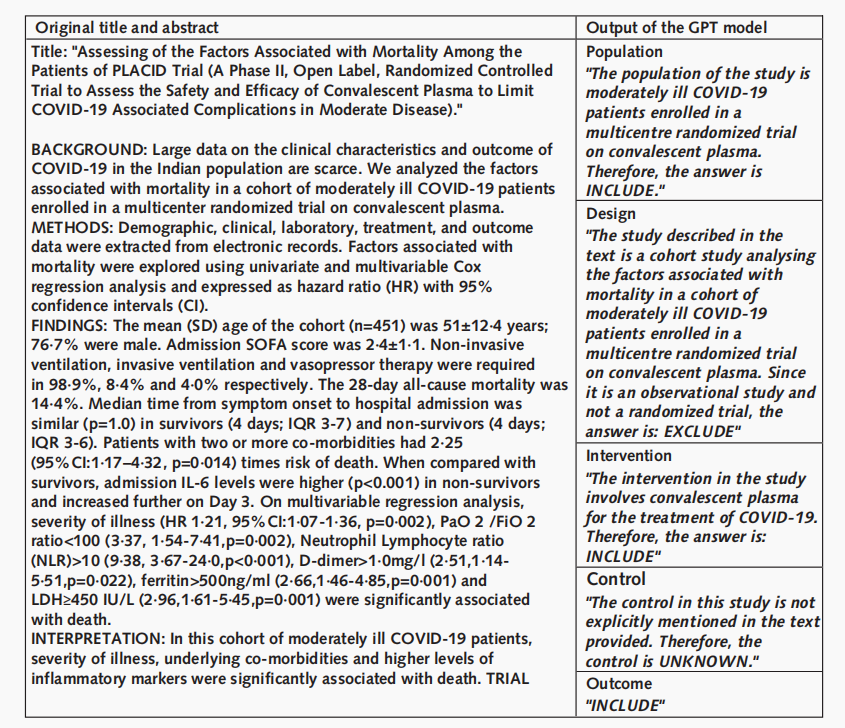 Original title and abstract
Output of the GPT model
Title: "Assessing of the Factors Associated with Mortality Among the
Patients of PLACID Trial (A Phase II, Open Label, Randomized Controlled
Trial to Assess the Safety and Efficacy of Convalescent Plasma to Limit
COVID-19 Associated Complications in Moderate Disease)."
BACKGROUND: Large data on the clinical characteristics and outcome of
COVID-19 in the Indian population are scarce. We analyzed the factors
associated with mortality in a cohort of moderately ill COVID-19 patients
enrolled in a multicenter randomized trial on convalescent plasma.
METHODS: Demographic, clinical, laboratory, treatment, and outcome
data were extracted from electronic records. Factors associated with
mortality were explored using univariate and multivariable Cox
regression analysis and expressed as hazard ratio (HR) with 95%
confidence intervals (CI).
FINDINGS: The mean (SD) age of the cohort (n=451) was 51±12·4 years;
76·7% were male. Admission SOFA score was 2·4±1·1. Non-invasive
ventilation, invasive ventilation and vasopressor therapy were required
in 98·9%, 8·4% and 4·0% respectively. The 28-day all-cause mortality was
14·4%. Median time from symptom onset to hospital admission was
similar (p=1.0) in survivors (4 days; IQR 3-7) and non-survivors (4 days;
IQR 3-6). Patients with two or more co-morbidities had 2·25
(95%CI:1·17–4·32, p=0·014) times risk of death. When compared with
survivors, admission IL-6 levels were higher (p<0.001) in non-survivors
and increased further on Day 3. On multivariable regression analysis,
severity of illness (HR 1·21, 95%CI:1·07-1·36, p=0·002), PaO 2 /FiO 2
ratio<100 (3·37, 1·54-7·41,p=0·002), Neutrophil Lymphocyte ratio
(NLR)>10 (9·38, 3·67-24·0,p<0·001), D-dimer>1·0mg/l (2·51,1·14-
5·51,p=0·022), ferritin>500ng/ml (2·66,1·46-4·85,p=0·001) and
LDH≥450 IU/L (2·96,1·61-5·45,p=0·001) were significantly associated
with death.
INTERPRETATION: In this cohort of moderately ill COVID-19 patients,
severity of illness, underlying co-morbidities and higher levels of
inflammatory markers were significantly associated with death. TRIAL
Population
"The population of the study is
moderately ill COVID-19
patients enrolled in a
multicentre randomized trial
on convalescent plasma.
Therefore, the answer is
INCLUDE."
Design
"The study described in the
text is a cohort study analysing
the factors associated with
mortality in a cohort of
moderately ill COVID-19
patients enrolled in a
multicentre randomized trial
on convalescent plasma. Since
it is an observational study and
not a randomized trial, the
answer is: EXCLUDE"
Intervention
"The intervention in the study
involves convalescent plasma
for the treatment of COVID-19.
Therefore, the answer is:
INCLUDE"
Control
"The control in this study is not
explicitly mentioned in the text
provided. Therefore, the
control is UNKNOWN."
Outcome
"INCLUDE"